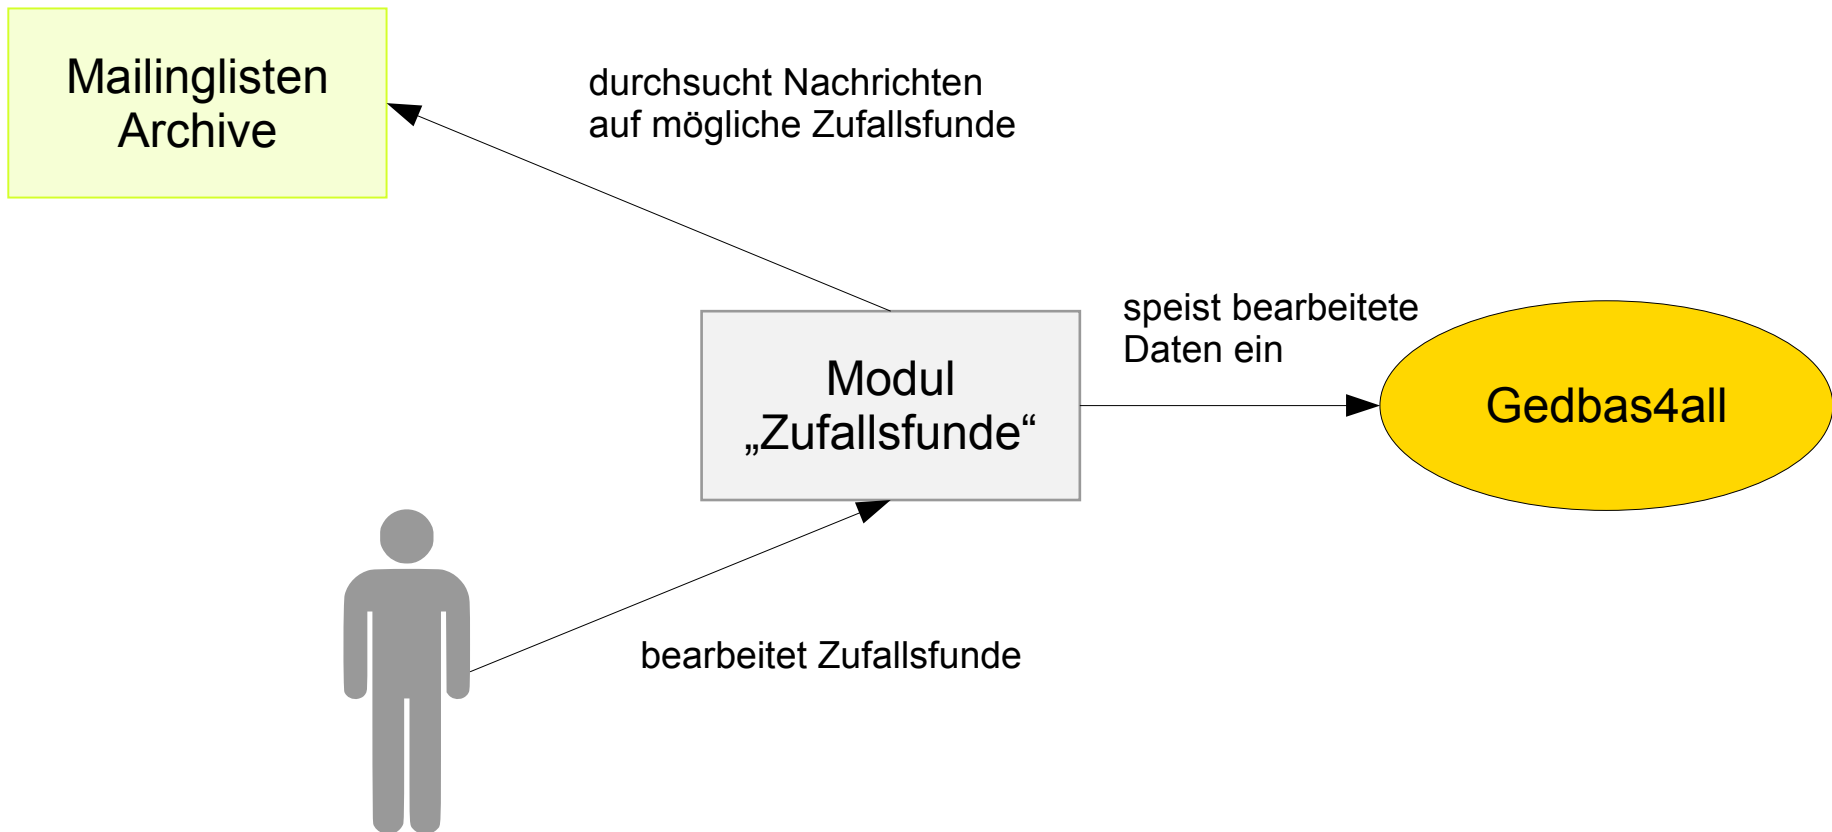 Mailinglisten
Archive
durchsucht Nachrichten
auf mögliche Zufallsfunde
Modul
„Zufallsfunde“
speist bearbeitete
Daten ein
Gedbas4all
bearbeitet Zufallsfunde